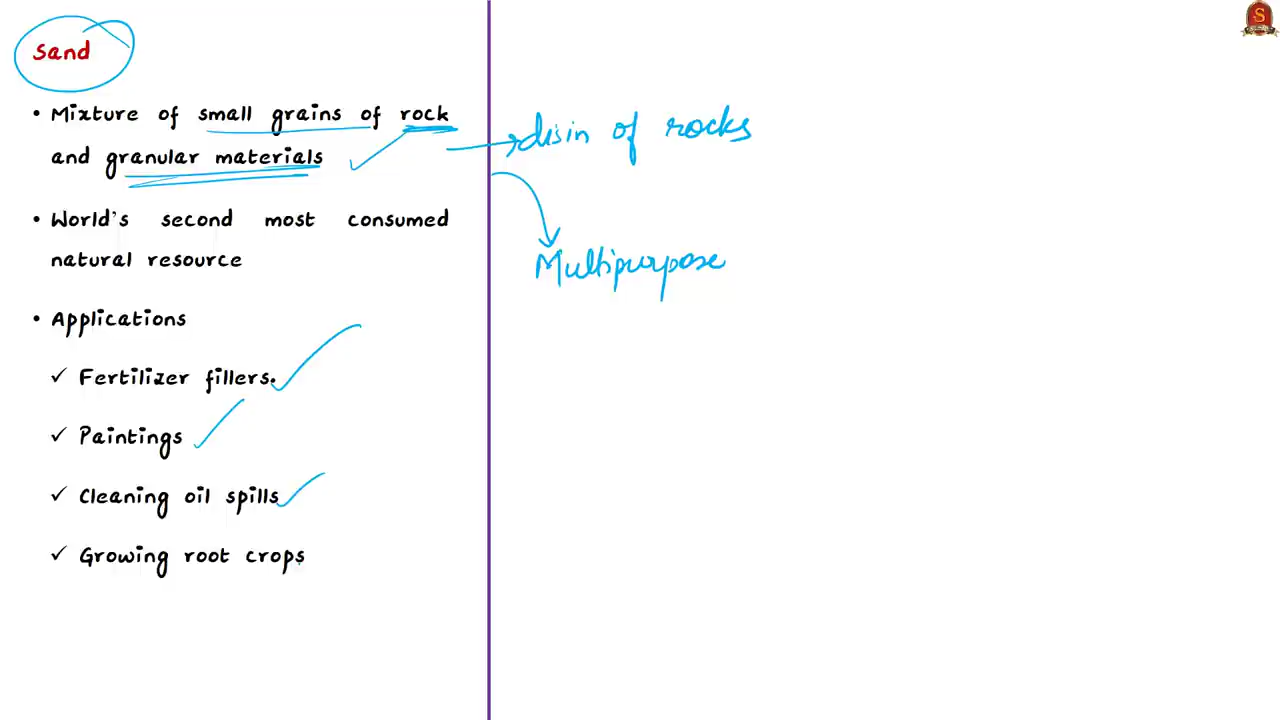 Sand
• Mixture of small grains of rock
and granular materials
• World's second most consumed
natural resource
• Applications
✓ Fertilizer fillers.
✓ Paintings
✓ Cleaning oil spills
✓ Growing root crops
disin of rocks
Multipurpose
S